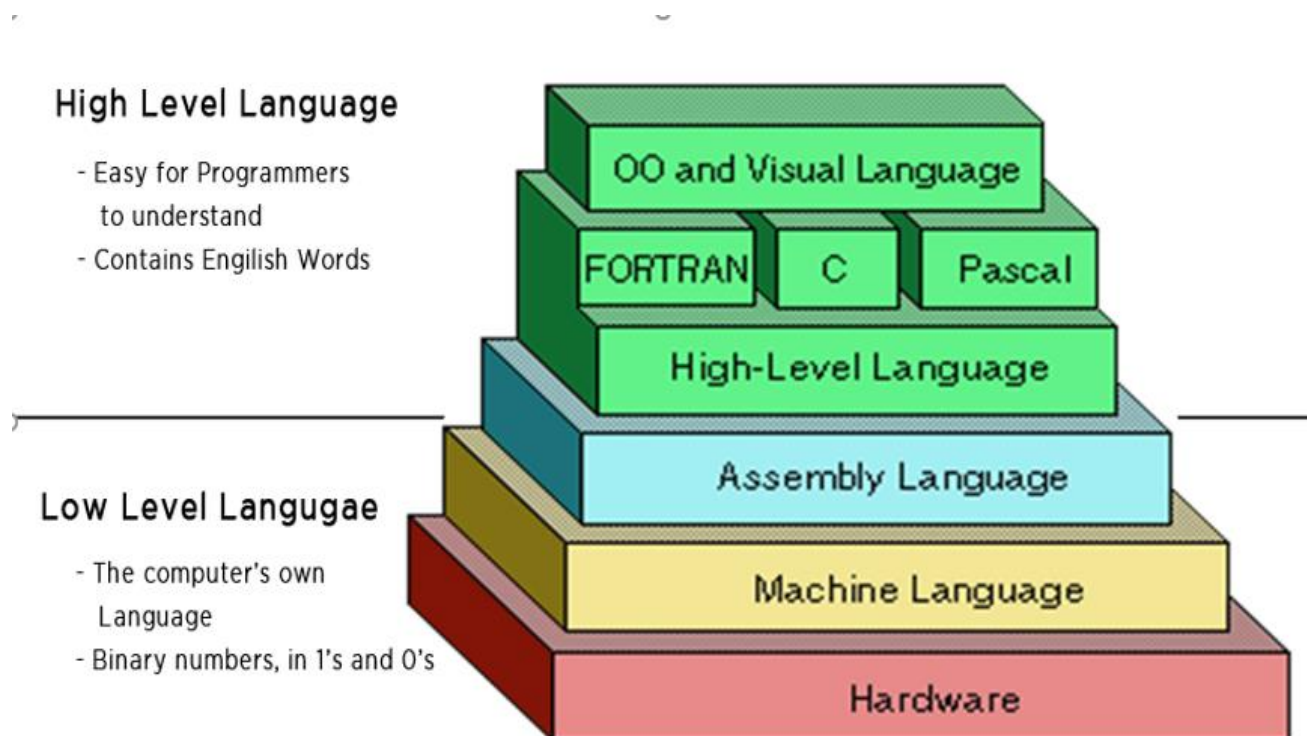 High Level Language
- Easy for Programmers
to understand
- Contains Engilish Words
OO and Visual Language
FORTRAN
C
Pascal
High-Level Language
Assembly Language
Low Level Langugae
- The computer's own
Language
- Binary numbers, in 1's and 0's
Machine Language
Hardware